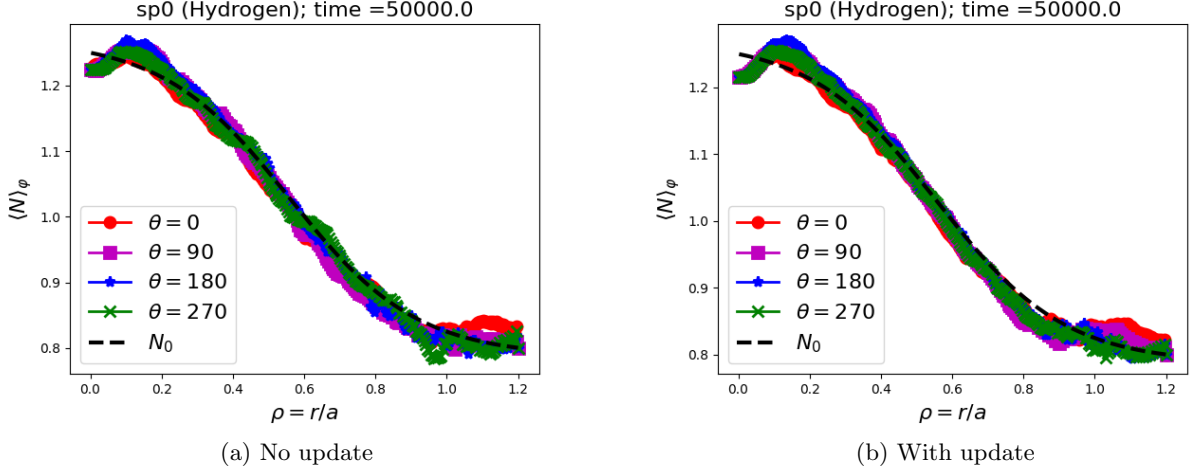 sp0 (Hydrogen); time =50000.0
⟨N⟩φ
1.2
1.1
1.0
0.9
0.8
θ = 0
θ = 90
θ = 180
θ = 270
N₀
0.0 0.2 0.4 0.6 0.8 1.0 1.2
ρ = r/a
(a) No update
sp0 (Hydrogen); time =50000.0
⟨N⟩φ
1.2
1.1
1.0
0.9
0.8
θ = 0
θ = 90
θ = 180
θ = 270
N₀
0.0 0.2 0.4 0.6 0.8 1.0 1.2
ρ = r/a
(b) With update